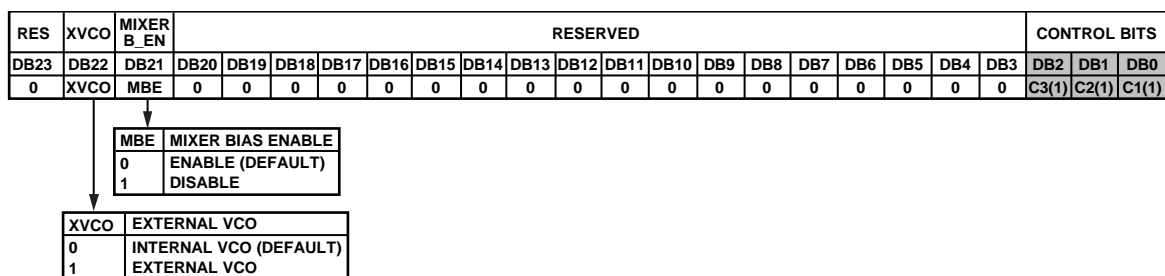 RES XVCO MIXER B_EN RESERVED CONTROL BITS
DB23 DB22 DB21 DB20 DB19 DB18 DB17 DB16 DB15 DB14 DB13 DB12 DB11 DB10 DB9 DB8 DB7 DB6 DB5 DB4 DB3 DB2 DB1 DB0
0 XVCO MBE 0 0 0 0 0 0 0 0 0 0 0 0 0 0 0 0 0 0 C3(1) C2(1) C1(1)
MBE MIXER BIAS ENABLE
0 ENABLE (DEFAULT)
1 DISABLE
XVCO EXTERNAL VCO
0 INTERNAL VCO (DEFAULT)
1 EXTERNAL VCO